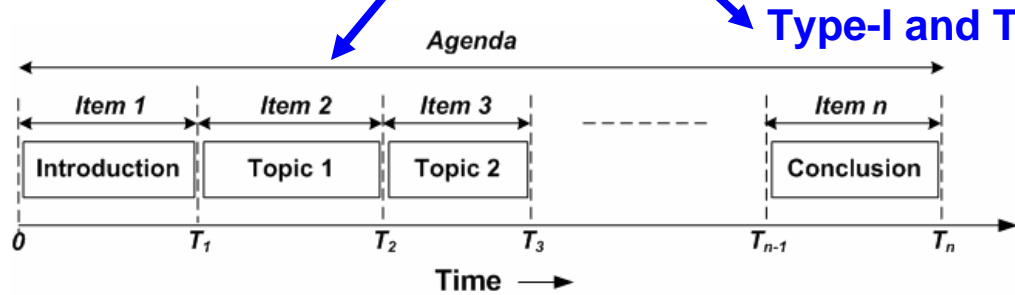 Type-I and T
Agenda
Item 1 Item 2 Item 3 Item n
Introduction Topic 1 Topic 2 Conclusion
0 T1 T2 T3 Tn-1 Tn
Time